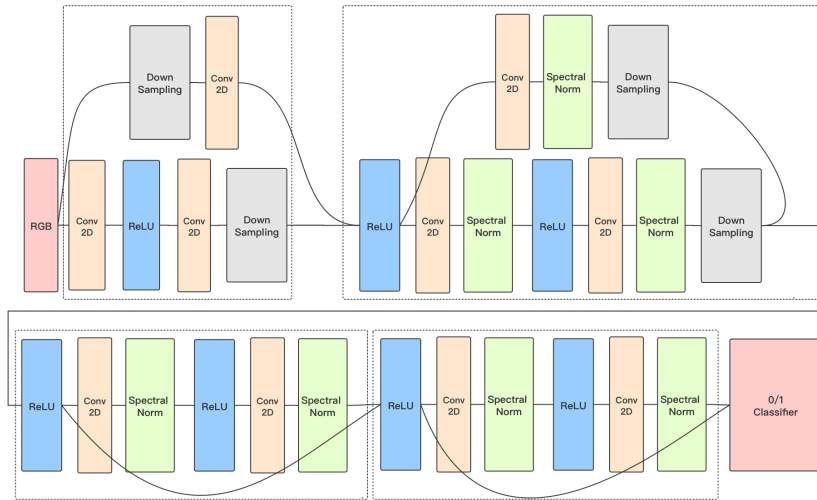 Down
Sampling
Conv
2D
RGB
Conv
2D
ReLU
Conv
2D
Down
Sampling
Conv
2D
Spectral
Norm
Down
Sampling
ReLU
Conv
2D
Spectral
Norm
ReLU
Conv
2D
Spectral
Norm
Down
Sampling
ReLU
Conv
2D
Spectral
Norm
ReLU
Conv
2D
Spectral
Norm
ReLU
Conv
2D
Spectral
Norm
ReLU
Conv
2D
Spectral
Norm
0/1
Classifier